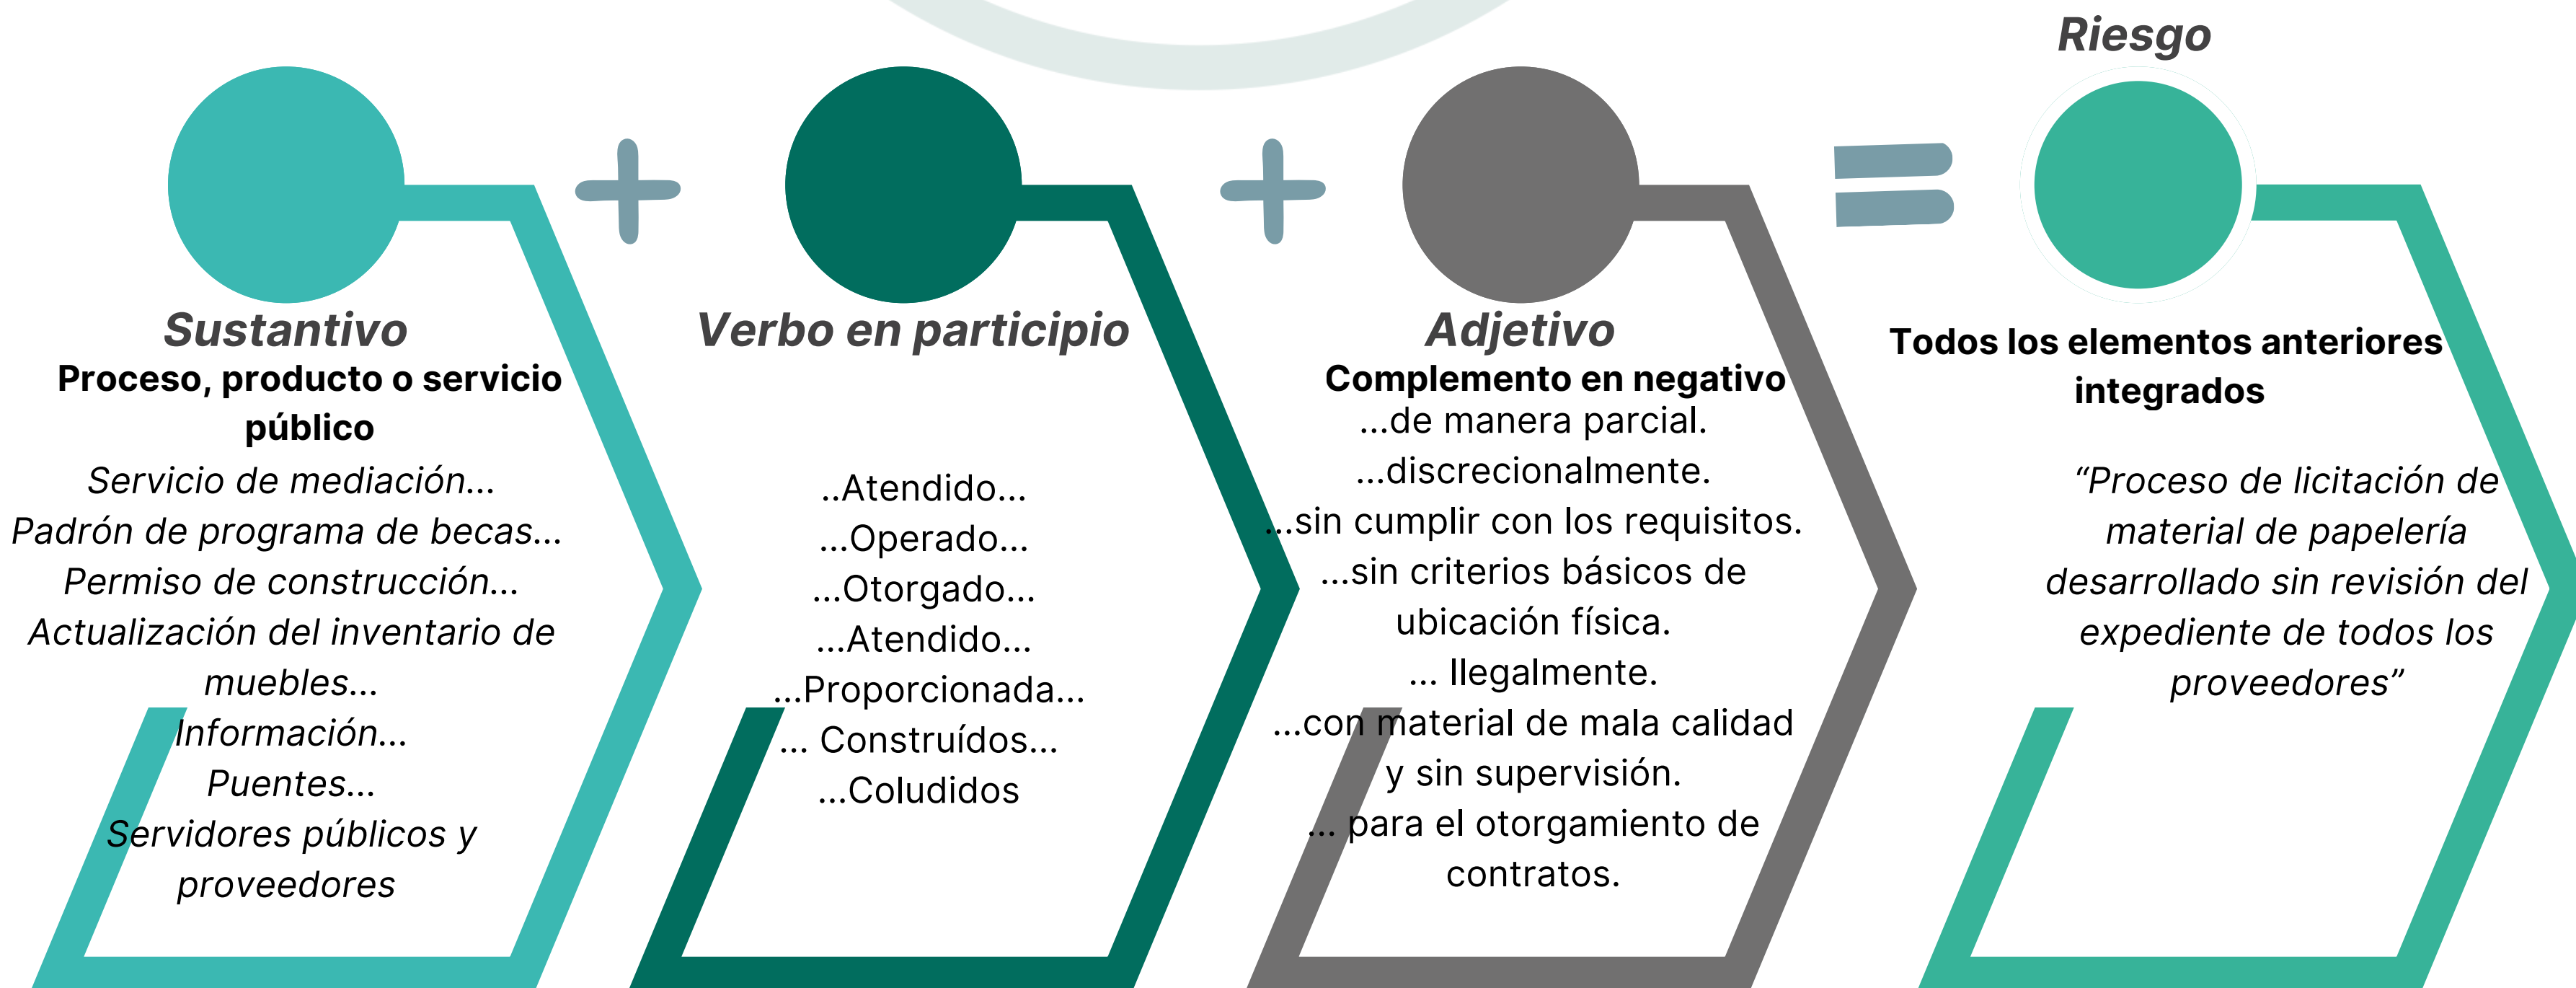 Sustantivo
Proceso, producto o servicio
público
Servicio de mediación...
Padrón de programa de becas...
Permiso de construcción...
Actualización del inventario de
muebles...
Información...
Puentes...
Servidores públicos y
proveedores
Verbo en participio
..Atendido...
...Operado...
...Otorgado...
...Atendido...
...Proporcionada...
... Construídos...
...Coludidos
Adjetivo
Complemento en negativo
...de manera parcial.
...discrecionalmente.
...sin cumplir con los requisitos.
...sin criterios básicos de
ubicación física.
... Ilegalmente.
...con material de mala calidad
y sin supervisión.
... para el otorgamiento de
contratos.
Riesgo
Todos los elementos anteriores
integrados
“Proceso de licitación de
material de papelería
desarrollado sin revisión del
expediente de todos los
proveedores”